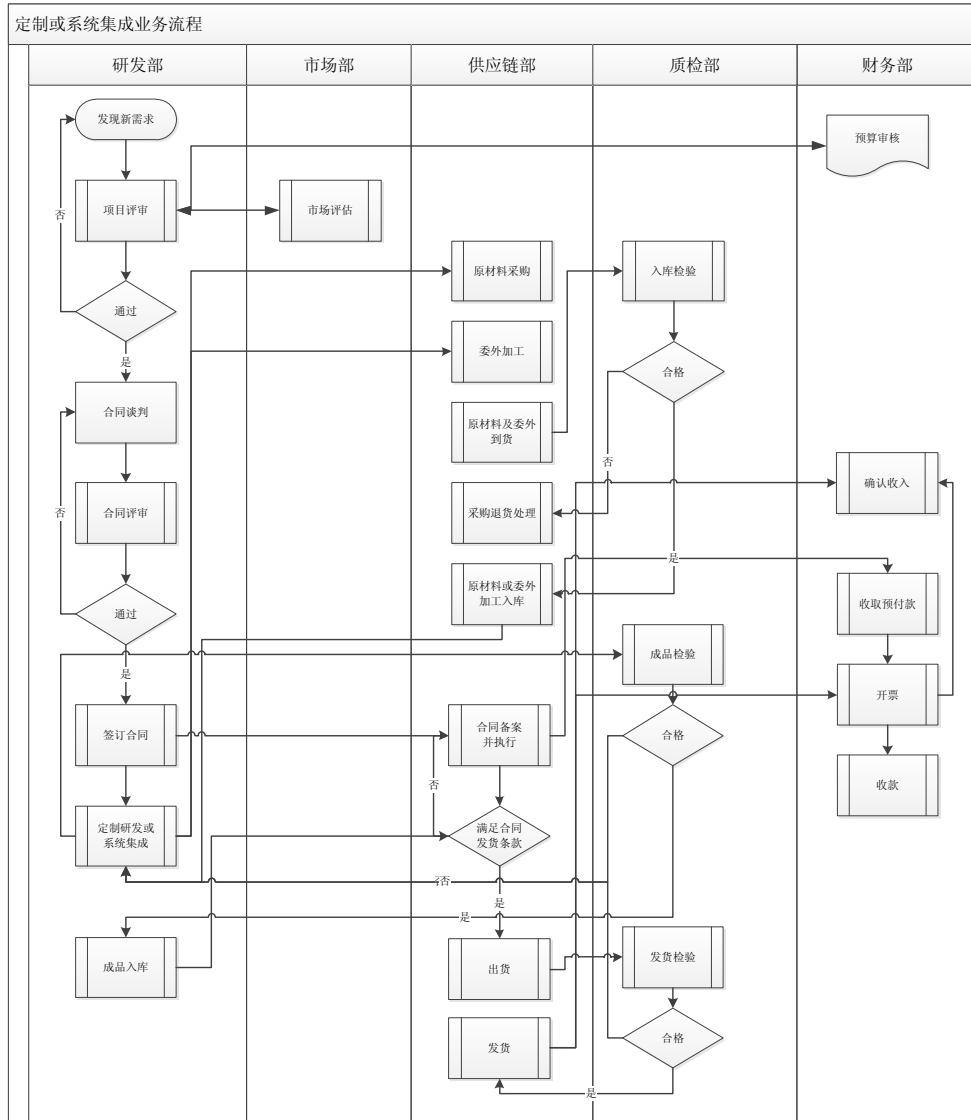 定制或系统集成业务流程
研发部
市场部
供应链部
质检部
财务部
发现新需求
预算审核
项目评审
市场评估
否
原材料采购
入库检验
通过
委外加工
是
合格
合同谈判
原材料及委外
到货
否
确认收入
合同评审
否
采购退货处理
是
原材料或委外
加工入库
收取预付款
通过
成品检验
是
开票
签订合同
合同备案
并执行
合格
否
收款
定制研发或
系统集成
满足合同
发货条款
否
是
是
成品入库
出货
发货检验
发货
合格
是